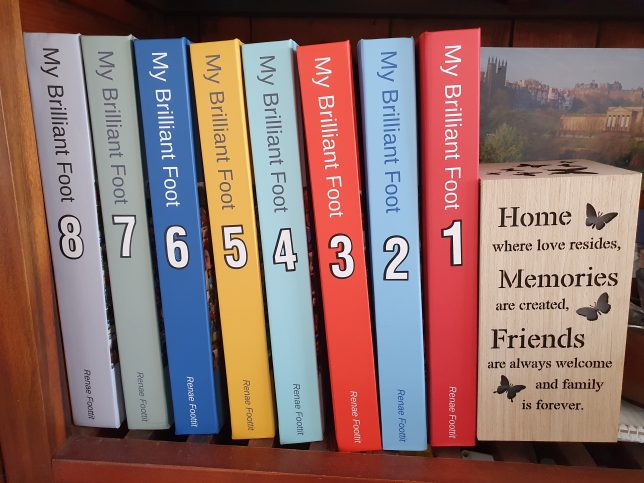 My Brilliant Foot 8 Renae Foottit
My Brilliant Foot 7 Renae Foottit
My Brilliant Foot 6 Renae Foottit
My Brilliant Foot 5 Renae Foottit
My Brilliant Foot 4 Renae Foottit
My Brilliant Foot 3 Renae Foottit
My Brilliant Foot 2 Renae Foottit
My Brilliant Foot 1 Renae Foottit
Home
where love resides,
Memories
are created,
Friends
are always welcome
and family
is forever.